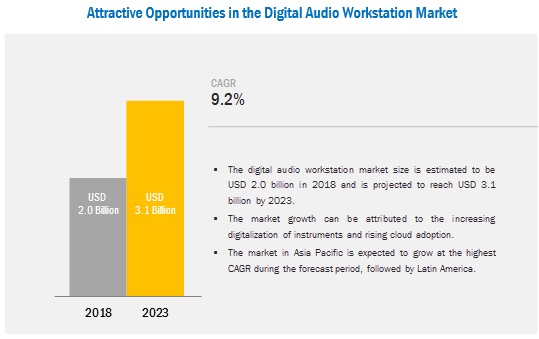 Attractive Opportunities in the Digital Audio Workstation Market
CAGR
9.2%
USD
2.0 Billion
USD
3.1 Billion
2018
2023
▪ The digital audio workstation market size is estimated to be
USD 2.0 billion in 2018 and is projected to reach USD 3.1
billion by 2023.
▪ The market growth can be attributed to the increasing
digitalization of instruments and rising cloud adoption.
▪ The market in Asia Pacific is expected to grow at the highest
CAGR during the forecast period, followed by Latin America.